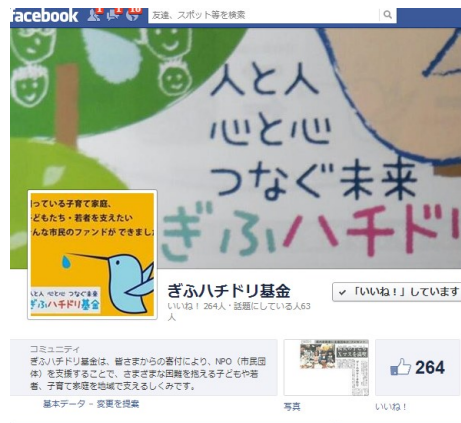 facebook
1
1
10
友達、スポット等を検索
人と人
心と心
つなぐ未来
ぎふハチドリ
っている子育て家庭、
どもたち・若者を支えたい
んな市民のファンドができまし
人と人 心と心 つなぐ未来
ぎふハチドリ基金
ぎふハチドリ基金
いいね！ 264人・話題にしている人63
人
✓ 「いいね！」しています
コミュニティ
ぎふハチドリ基金は、皆さまからの寄付により、NPO（市民団
体）を支援することで、さまざまな困難を抱える子どもや若
者、子育て家庭を地域で支えるしくみです。
基本データ - 変更を提案
写真
264
いいね！